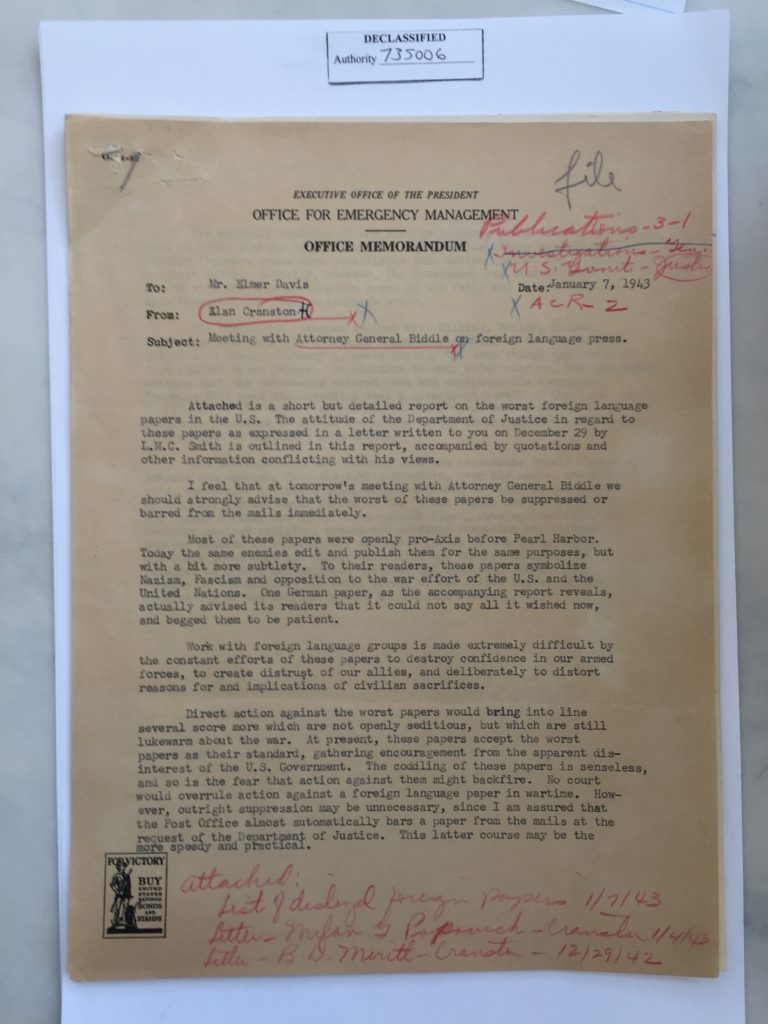 DECLASSIFIED
Authority 735006
file
EXECUTIVE OFFICE OF THE PRESIDENT
OFFICE FOR EMERGENCY MANAGEMENT
OFFICE MEMORANDUM
Publications-3-1
X Investigations - Gen.
X U.S. Govnt - Justice
X ACR-2
To: Mr. Elmer Davis
Date: January 7, 1943
From: Alan Cranston
Subject: Meeting with Attorney General Biddle on foreign language press.
Attached is a short but detailed report on the worst foreign language
papers in the U.S. The attitude of the Department of Justice in regard to
these papers as expressed in a letter written to you on December 29 by
L.M.C. Smith is outlined in this report, accompanied by quotations and
other information conflicting with his views.
I feel that at tomorrow's meeting with Attorney General Biddle we
should strongly advise that the worst of these papers be suppressed or
barred from the mails immediately.
Most of these papers were openly pro-Axis before Pearl Harbor.
Today the same enemies edit and publish them for the same purposes, but
with a bit more subtlety. To their readers, these papers symbolize
Nazism, Fascism and opposition to the war effort of the U.S. and the
United Nations. One German paper, as the accompanying report reveals,
actually advised its readers that it could not say all it wished now,
and begged them to be patient.
Work with foreign language groups is made extremely difficult by
the constant efforts of these papers to destroy confidence in our armed
forces, to create distrust of our allies, and deliberately to distort
reasons for and implications of civilian sacrifices.
Direct action against the worst papers would bring into line
several score more which are not openly seditious, but which are still
lukewarm about the war. At present, these papers accept the worst
papers as their standard, gathering encouragement from the apparent dis-
interest of the U.S. Government. The coddling of these papers is senseless,
and so is the fear that action against them might backfire. No court
would overrule action against a foreign language paper in wartime. How-
ever, outright suppression may be unnecessary, since I am assured that
the Post Office almost automatically bars a paper from the mails at the
request of the Department of Justice. This latter course may be the
more speedy and practical.
FOR VICTORY
BUY
UNITED
STATES
SAVINGS
BONDS
AND
STAMPS
Attached:
List of disloyal foreign papers 1/7/43
Letter - Milan G. Popovich - Cranston 1/4/43
Letter - B.D. Meritt - Cranston - 12/29/42